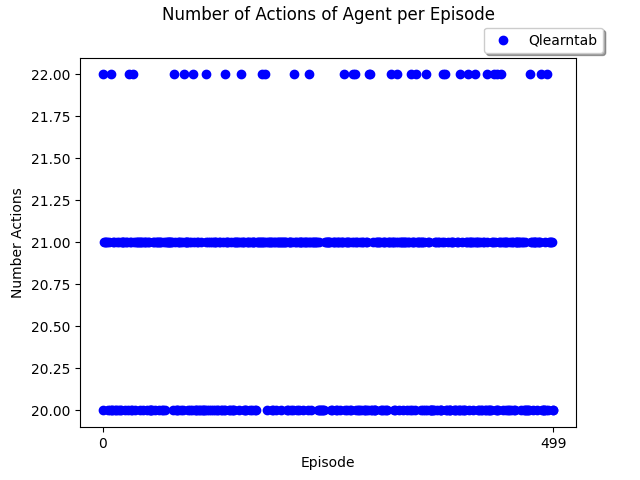 Number of Actions of Agent per Episode
Qlearntab
22.00
21.75
21.50
21.25
21.00
20.75
20.50
20.25
20.00
Number Actions
0
499
Episode